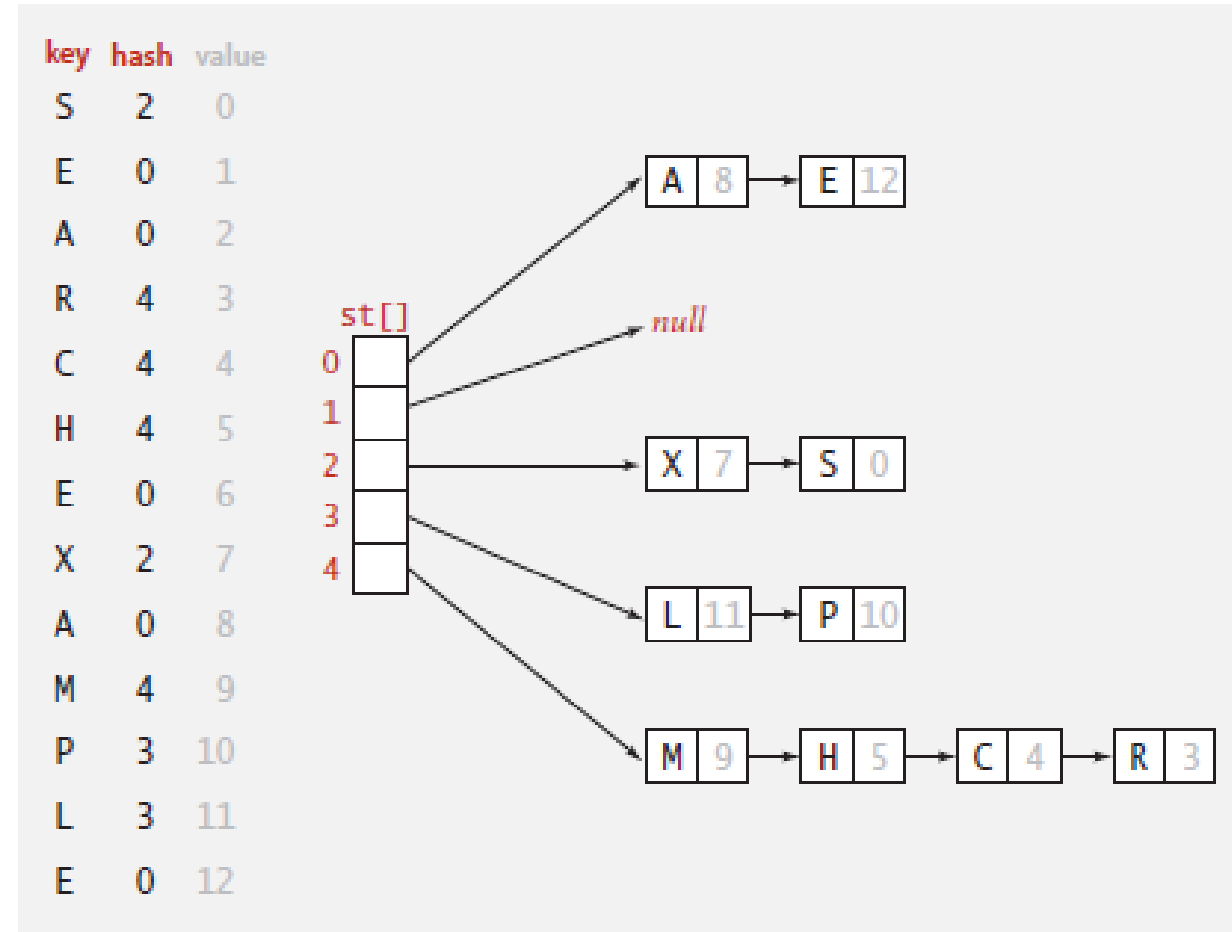 key hash value
S 2 0
E 0 1
A 8 E 12
A 0 2
R 4 3
st[] null
C 4 4
0
H 4 5
1
2 X 7 S 0
E 0 6
3
X 2 7
4
A 0 8
L 11 P 10
M 4 9
P 3 10
M 9 H 5 C 4 R 3
L 3 11
E 0 12